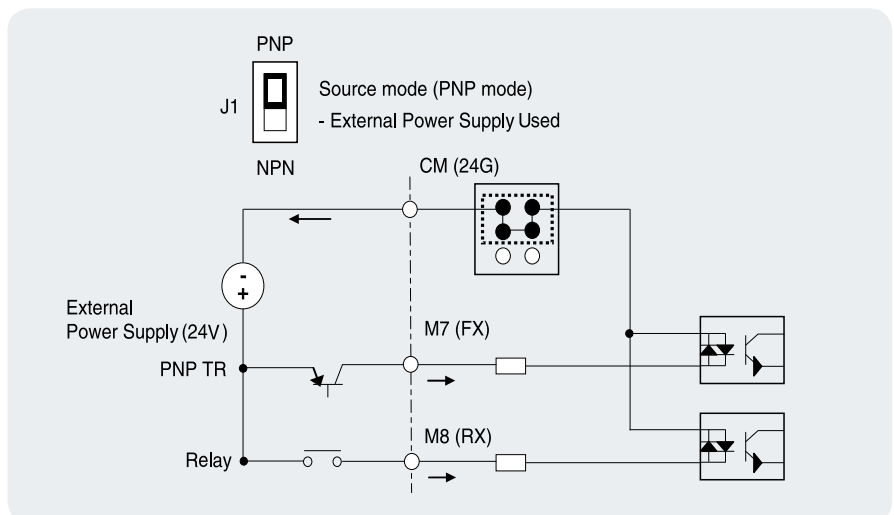 PNP
J1
Source mode (PNP mode)
- External Power Supply Used
NPN
CM (24G)
-
+
External
Power Supply (24V)
M7 (FX)
PNP TR
M8 (RX)
Relay